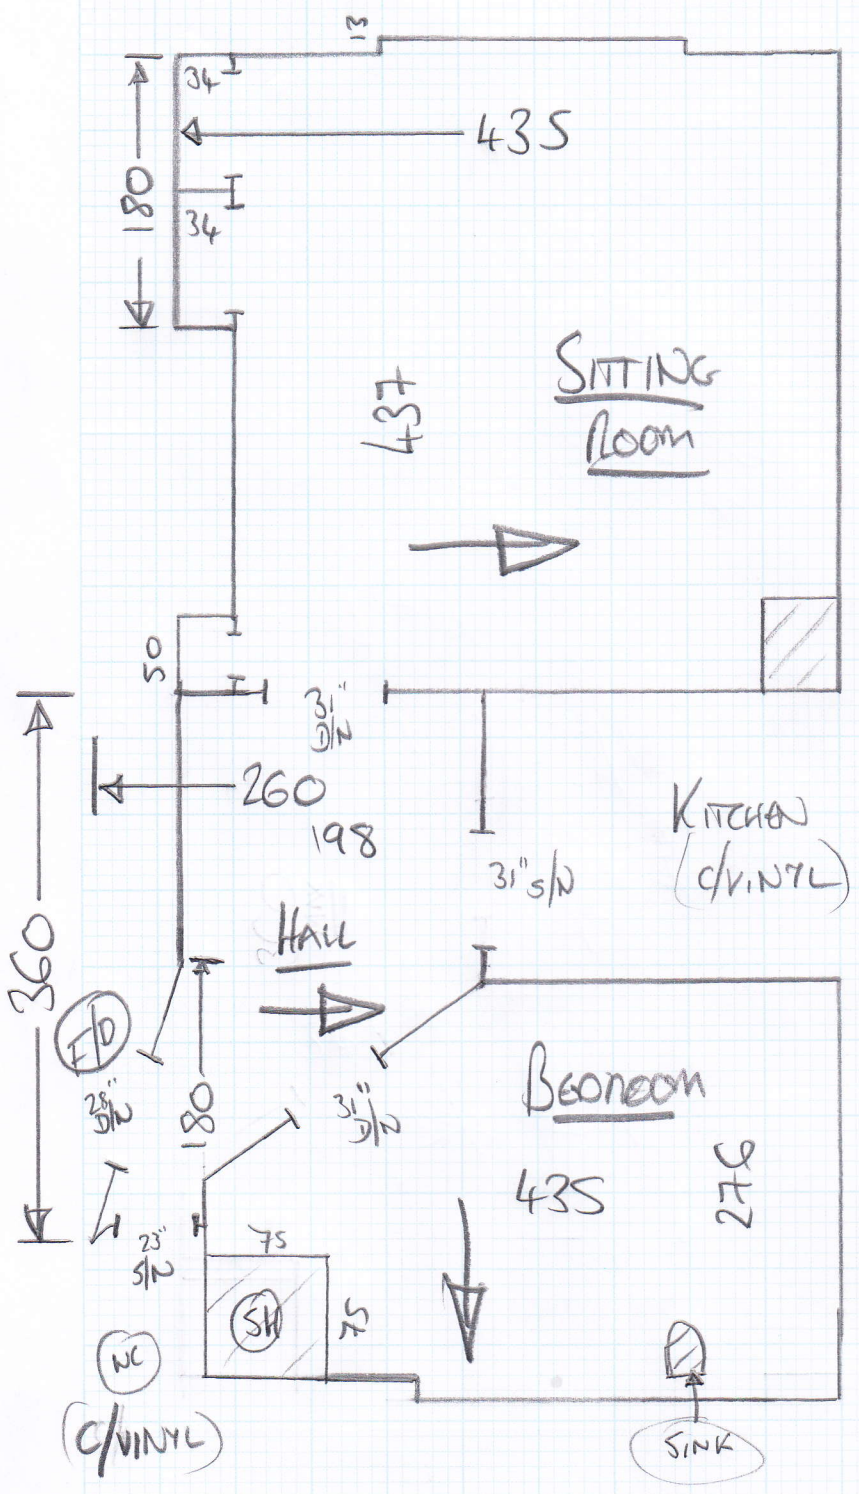 13
34
435
180
34
SITTING
ROOM
437
50
31"
D/N
260
198
KITCHEN
(C/VINYL)
31" S/N
HALL
360
F/D
28"
D/N
180
31"
D/N
BEDROOM
435
276
23"
S/N
75
SH
75
WC
(C/VINYL)
SINK